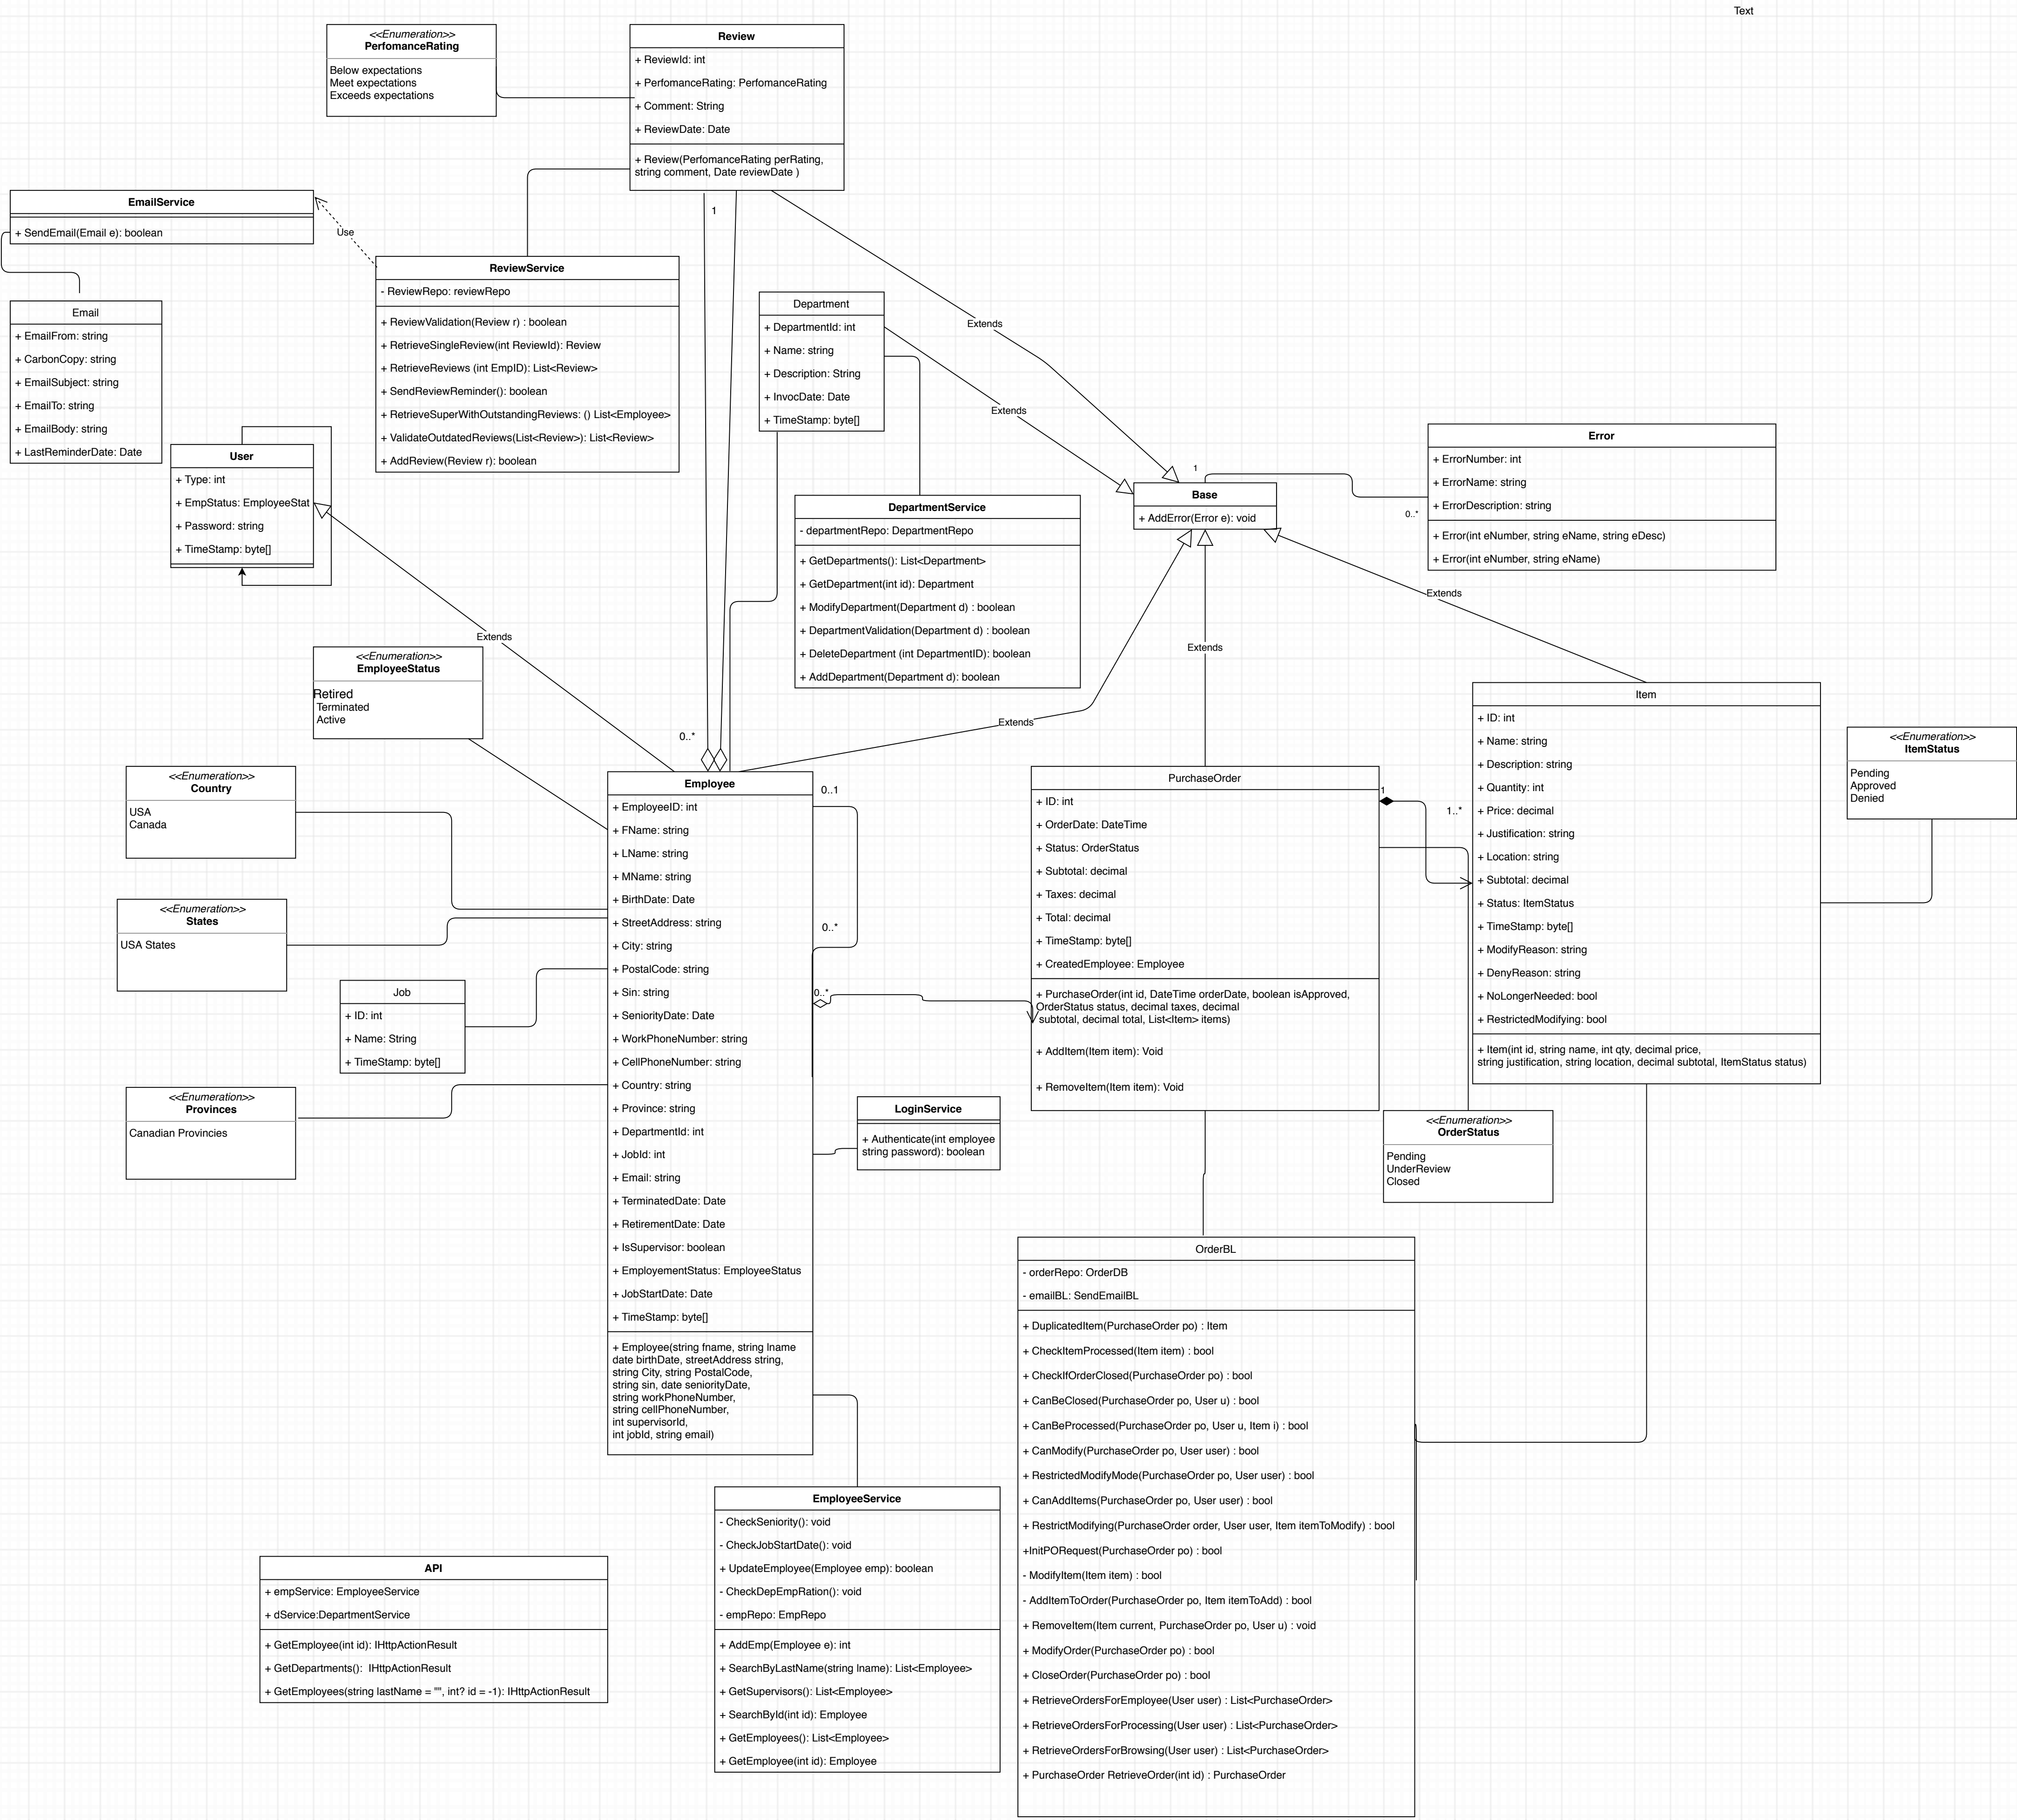 Text
<<Enumeration>>
PerfomanceRating
Below expectations
Meet expectations
Exceeds expectations
Review
+ ReviewId: int
+ PerfomanceRating: PerfomanceRating
+ Comment: String
+ ReviewDate: Date
+ Review(PerfomanceRating perRating,
string comment, Date reviewDate )
1
EmailService
+ SendEmail(Email e): boolean
Use
ReviewService
- ReviewRepo: reviewRepo
+ ReviewValidation(Review r) : boolean
+ RetrieveSingleReview(int ReviewId): Review
+ RetrieveReviews (int EmpID): List<Review>
+ SendReviewReminder(): boolean
+ RetrieveSuperWithOutstandingReviews: () List<Employee>
+ ValidateOutdatedReviews(List<Review>): List<Review>
+ AddReview(Review r): boolean
Email
+ EmailFrom: string
+ CarbonCopy: string
+ EmailSubject: string
+ EmailTo: string
+ EmailBody: string
+ LastReminderDate: Date
Department
+ DepartmentId: int
+ Name: string
+ Description: String
+ InvocDate: Date
+ TimeStamp: byte[]
Extends
Extends
User
+ Type: int
+ EmpStatus: EmployeeStat
+ Password: string
+ TimeStamp: byte[]
Base
+ AddError(Error e): void
1
0..*
Error
+ ErrorNumber: int
+ ErrorName: string
+ ErrorDescription: string
+ Error(int eNumber, string eName, string eDesc)
+ Error(int eNumber, string eName)
DepartmentService
- departmentRepo: DepartmentRepo
+ GetDepartments(): List<Department>
+ GetDepartment(int id): Department
+ ModifyDepartment(Department d) : boolean
+ DepartmentValidation(Department d) : boolean
+ DeleteDepartment (int DepartmentID): boolean
+ AddDepartment(Department d): boolean
Extends
Extends
Extends
Extends
<<Enumeration>>
EmployeeStatus
Retired
Terminated
Active
0..*
<<Enumeration>>
Country
USA
Canada
<<Enumeration>>
States
USA States
Job
+ ID: int
+ Name: String
+ TimeStamp: byte[]
<<Enumeration>>
Provinces
Canadian Provincies
Employee
+ EmployeeID: int
+ FName: string
+ LName: string
+ MName: string
+ BirthDate: Date
+ StreetAddress: string
+ City: string
+ PostalCode: string
+ Sin: string
+ SeniorityDate: Date
+ WorkPhoneNumber: string
+ CellPhoneNumber: string
+ Country: string
+ Province: string
+ DepartmentId: int
+ JobId: int
+ Email: string
+ TerminatedDate: Date
+ RetirementDate: Date
+ IsSupervisor: boolean
+ EmployementStatus: EmployeeStatus
+ JobStartDate: Date
+ TimeStamp: byte[]
+ Employee(string fname, string lname
date birthDate, streetAddress string,
string City, string PostalCode,
string sin, date seniorityDate,
string workPhoneNumber,
string cellPhoneNumber,
int supervisorId,
int jobId, string email)
0..1
0..*
0..*
LoginService
+ Authenticate(int employee
string password): boolean
PurchaseOrder
+ ID: int
+ OrderDate: DateTime
+ Status: OrderStatus
+ Subtotal: decimal
+ Taxes: decimal
+ Total: decimal
+ TimeStamp: byte[]
+ CreatedEmployee: Employee
+ PurchaseOrder(int id, DateTime orderDate, boolean isApproved,
OrderStatus status, decimal taxes, decimal
subtotal, decimal total, List<Item> items)
+ AddItem(Item item): Void
+ RemoveItem(Item item): Void
1
1..*
Item
+ ID: int
+ Name: string
+ Description: string
+ Quantity: int
+ Price: decimal
+ Justification: string
+ Location: string
+ Subtotal: decimal
+ Status: ItemStatus
+ TimeStamp: byte[]
+ ModifyReason: string
+ DenyReason: string
+ NoLongerNeeded: bool
+ RestrictedModifying: bool
+ Item(int id, string name, int qty, decimal price,
string justification, string location, decimal subtotal, ItemStatus status)
<<Enumeration>>
ItemStatus
Pending
Approved
Denied
<<Enumeration>>
OrderStatus
Pending
UnderReview
Closed
OrderBL
- orderRepo: OrderDB
- emailBL: SendEmailBL
+ DuplicatedItem(PurchaseOrder po) : Item
+ CheckItemProcessed(Item item) : bool
+ CheckIfOrderClosed(PurchaseOrder po) : bool
+ CanBeClosed(PurchaseOrder po, User u) : bool
+ CanBeProcessed(PurchaseOrder po, User u, Item i) : bool
+ CanModify(PurchaseOrder po, User user) : bool
+ RestrictedModifyMode(PurchaseOrder po, User user) : bool
+ CanAddItems(PurchaseOrder po, User user) : bool
+ RestrictModifying(PurchaseOrder order, User user, Item itemToModify) : bool
+InitPORequest(PurchaseOrder po) : bool
- ModifyItem(Item item) : bool
- AddItemToOrder(PurchaseOrder po, Item itemToAdd) : bool
+ RemoveItem(Item current, PurchaseOrder po, User u) : void
+ ModifyOrder(PurchaseOrder po) : bool
+ CloseOrder(PurchaseOrder po) : bool
+ RetrieveOrdersForEmployee(User user) : List<PurchaseOrder>
+ RetrieveOrdersForProcessing(User user) : List<PurchaseOrder>
+ RetrieveOrdersForBrowsing(User user) : List<PurchaseOrder>
+ PurchaseOrder RetrieveOrder(int id) : PurchaseOrder
EmployeeService
- CheckSeniority(): void
- CheckJobStartDate(): void
+ UpdateEmployee(Employee emp): boolean
- CheckDepEmpRation(): void
- empRepo: EmpRepo
+ AddEmp(Employee e): int
+ SearchByLastName(string lname): List<Employee>
+ GetSupervisors(): List<Employee>
+ SearchById(int id): Employee
+ GetEmployees(): List<Employee>
+ GetEmployee(int id): Employee
API
+ empService: EmployeeService
+ dService:DepartmentService
+ GetEmployee(int id): IHttpActionResult
+ GetDepartments(): IHttpActionResult
+ GetEmployees(string lastName = "", int? id = -1): IHttpActionResult